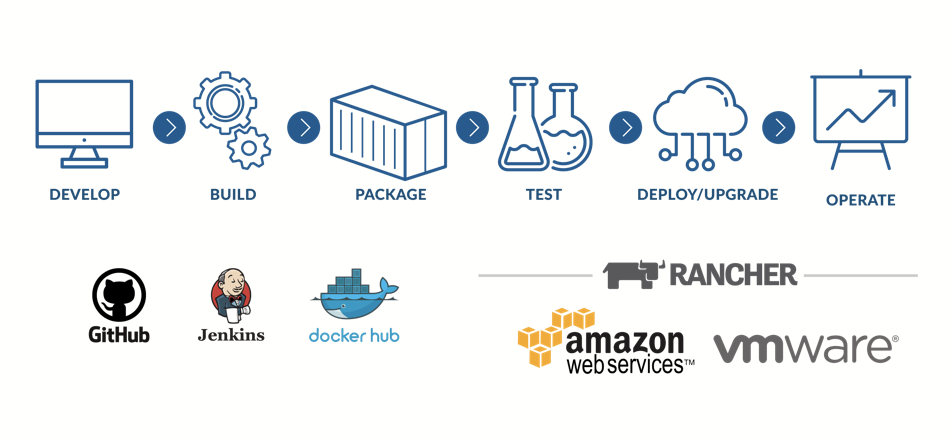 DEVELOP
BUILD
PACKAGE
TEST
DEPLOY/UPGRADE
OPERATE
GitHub
Jenkins
docker hub
RANCHER
amazon
web services™
vmware®